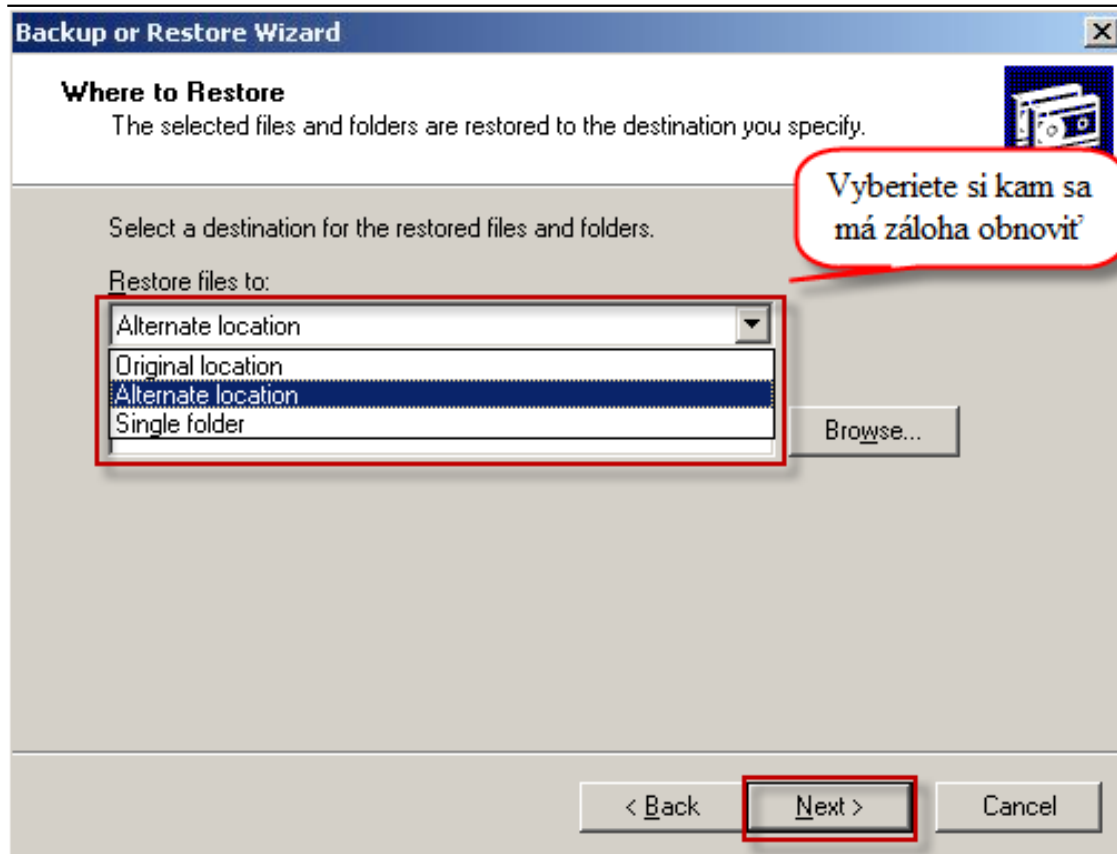 Backup or Restore Wizard
Where to Restore
The selected files and folders are restored to the destination you specify.
Vyberiete si kam sa
má záloha obnoviť
Select a destination for the restored files and folders.
Restore files to:
Alternate location
Original location
Alternate location
Single folder
Browse...
< Back
Next >
Cancel